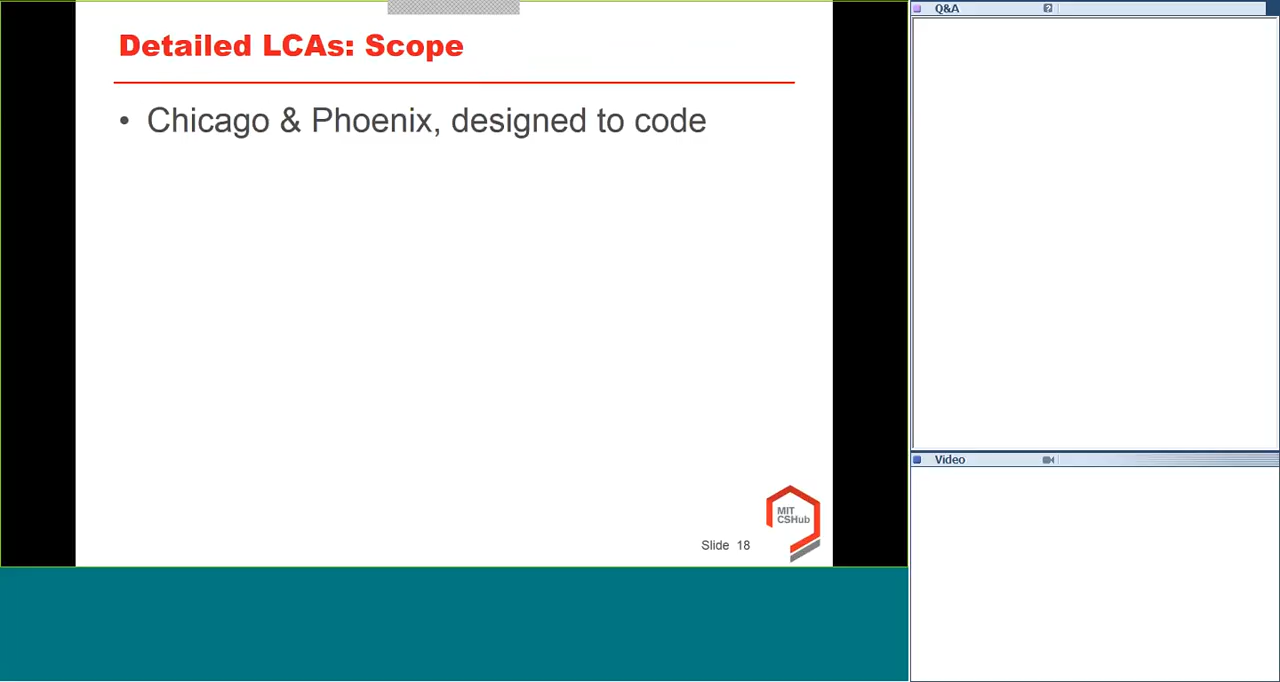 Detailed LCAs: Scope
• Chicago & Phoenix, designed to code
MIT
CSHub
Slide 18
Q&A
?
Video